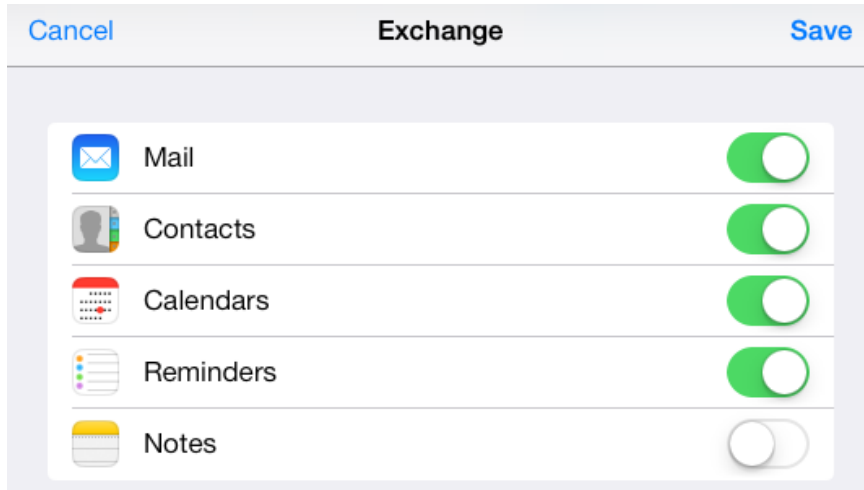 Cancel Exchange Save
Mail
Contacts
Calendars
Reminders
Notes